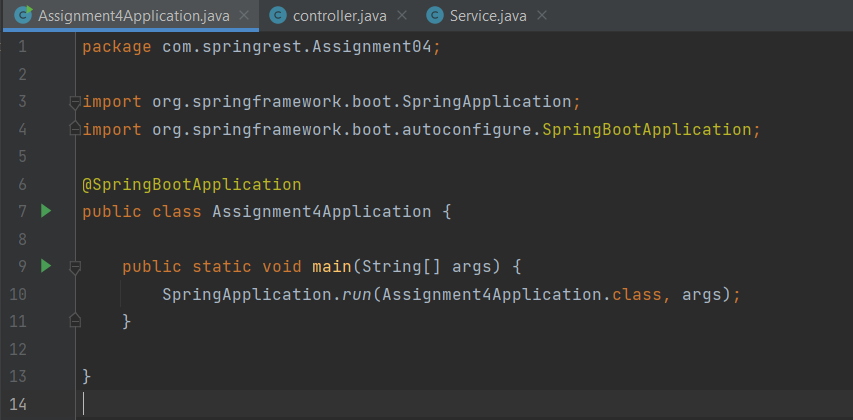 Assignment4Application.java controller.java Service.java
1 package com.springrest.Assignment04;
2
3 import org.springframework.boot.SpringApplication;
4 import org.springframework.boot.autoconfigure.SpringBootApplication;
5
6 @SpringBootApplication
7 public class Assignment4Application {
8
9 public static void main(String[] args) {
10 SpringApplication.run(Assignment4Application.class, args);
11 }
12
13 }
14